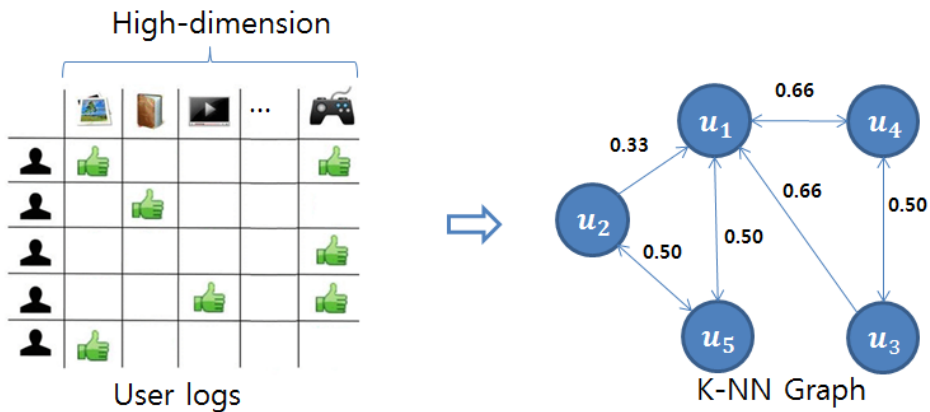 High-dimension
...
User logs
0.66
u₁
u₄
0.33
0.66
0.50
u₂
0.50
0.50
u₅
u₃
K-NN Graph